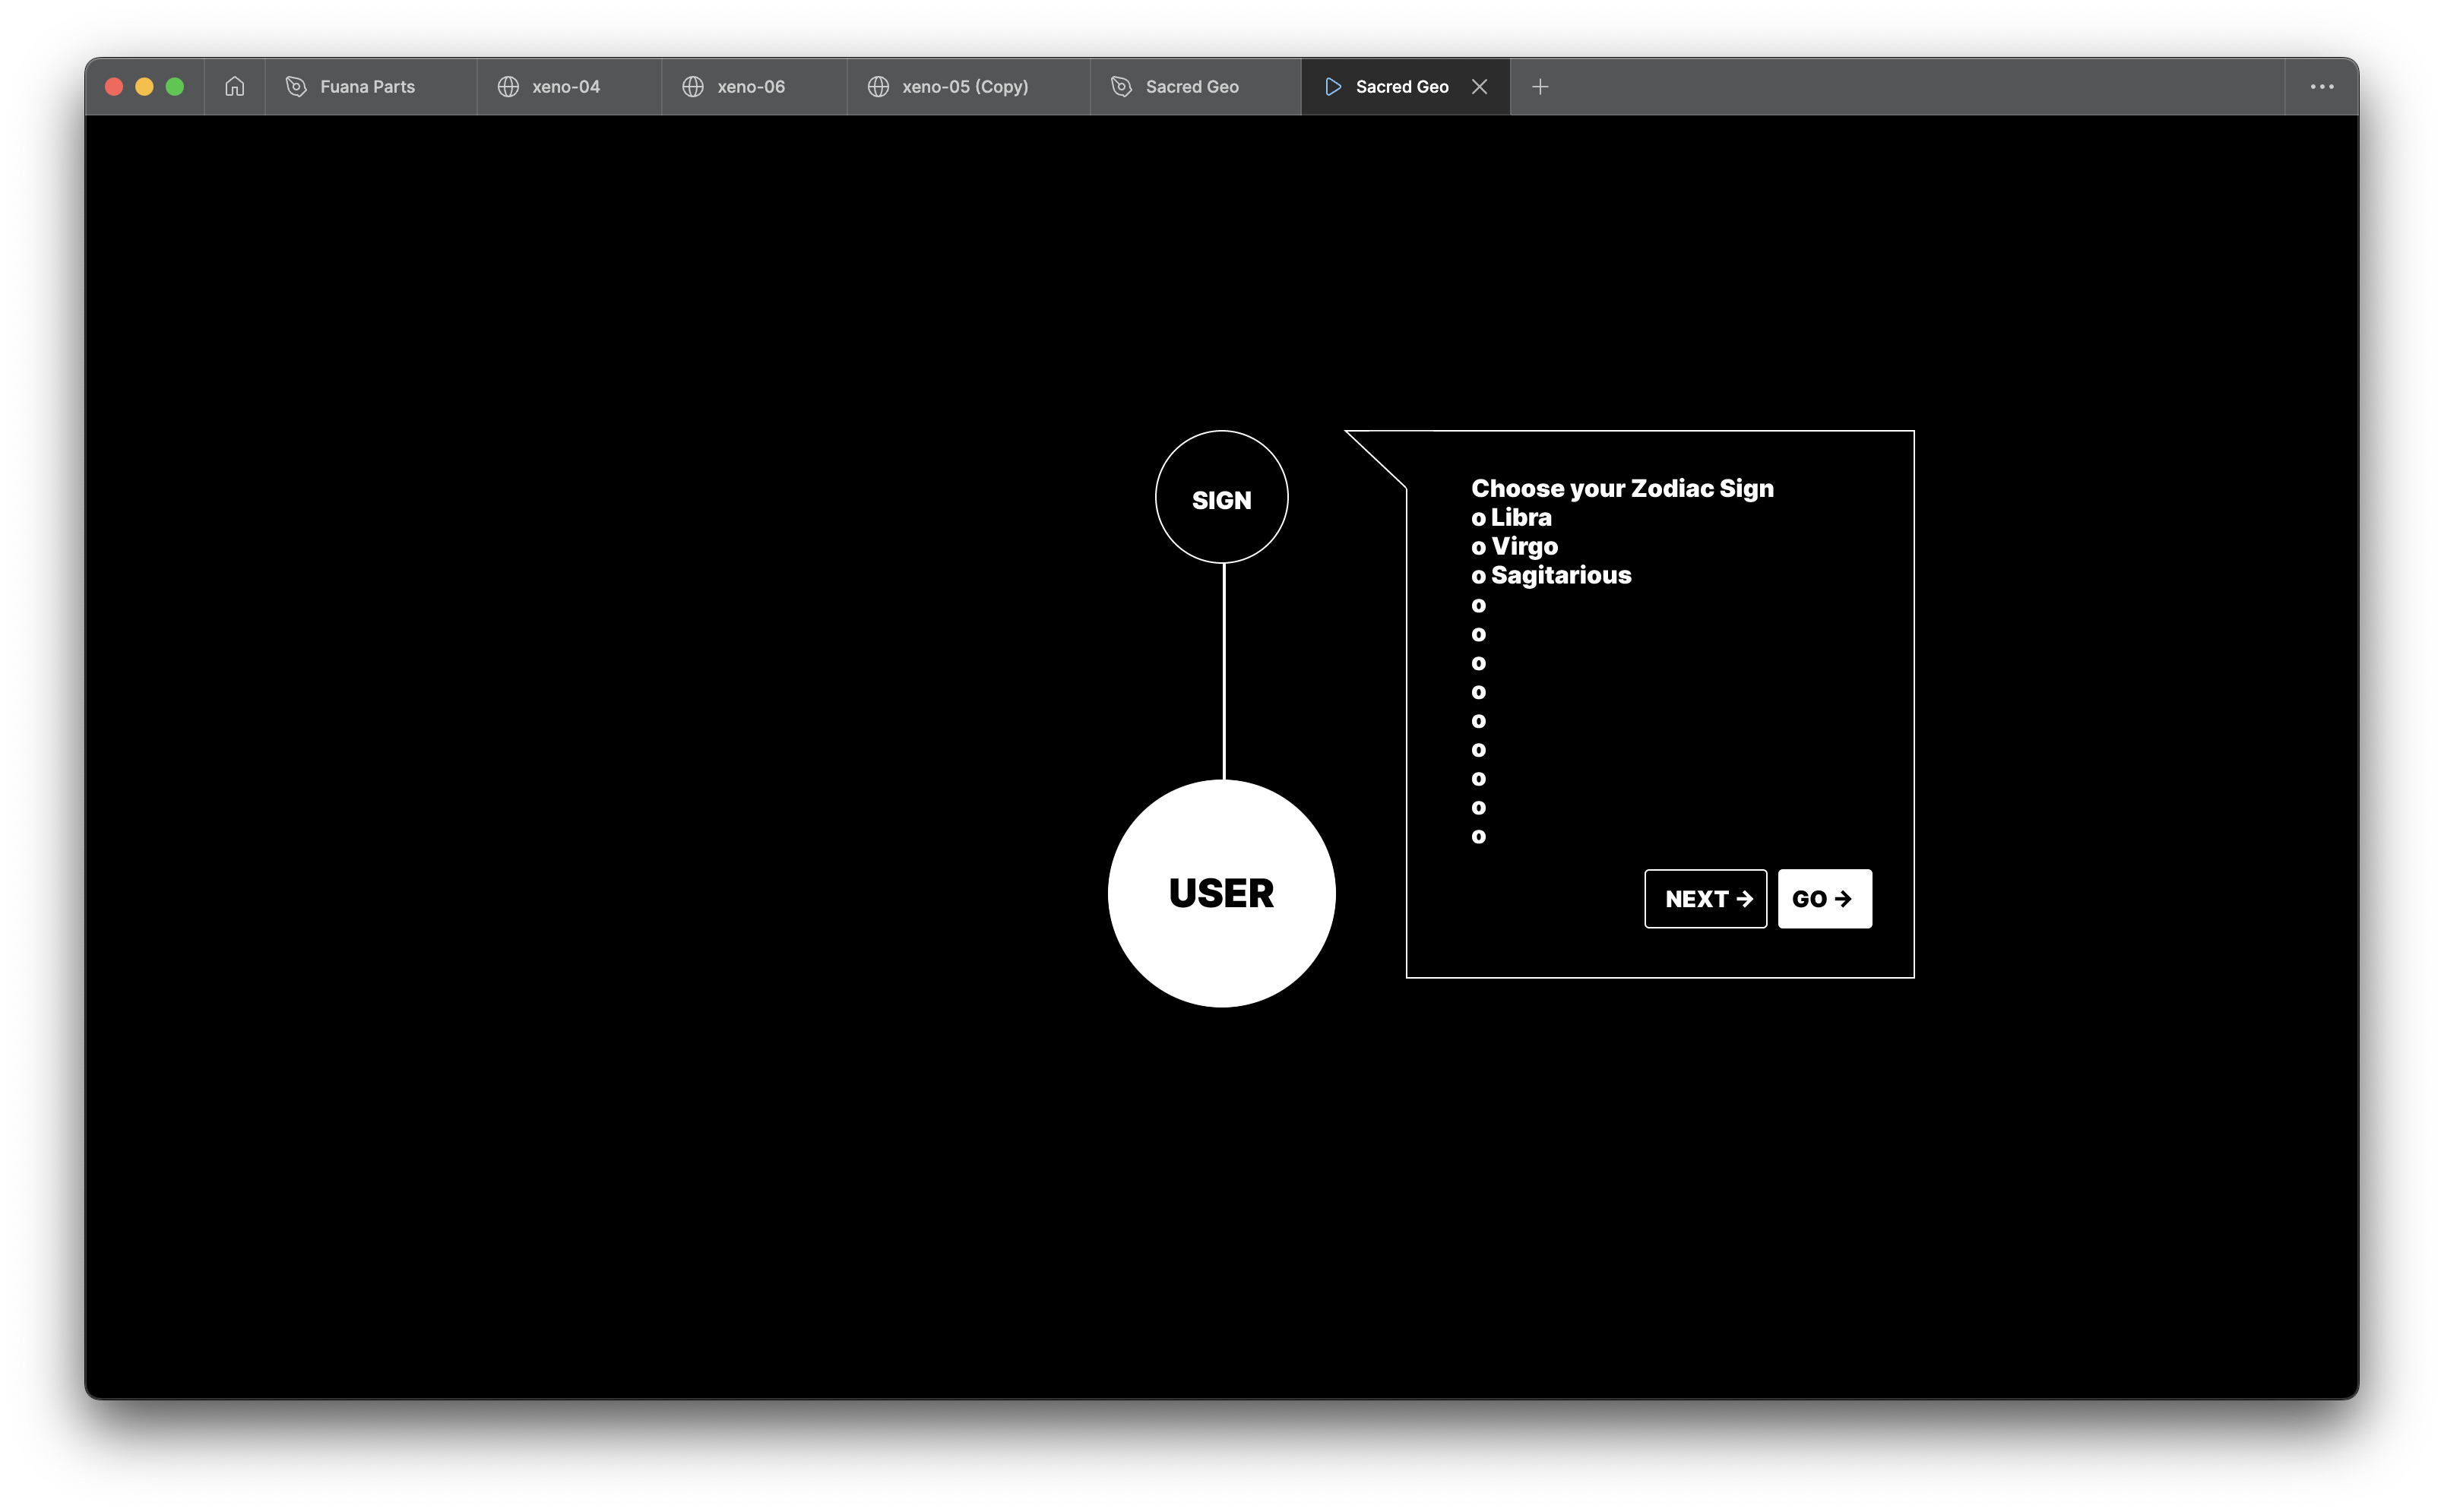 Fuana Parts
xeno-04
xeno-06
xeno-05 (Copy)
Sacred Geo
Sacred Geo
SIGN
Choose your Zodiac Sign
o Libra
o Virgo
o Sagitarious
o
o
o
o
o
o
o
o
o
USER
NEXT →
GO →